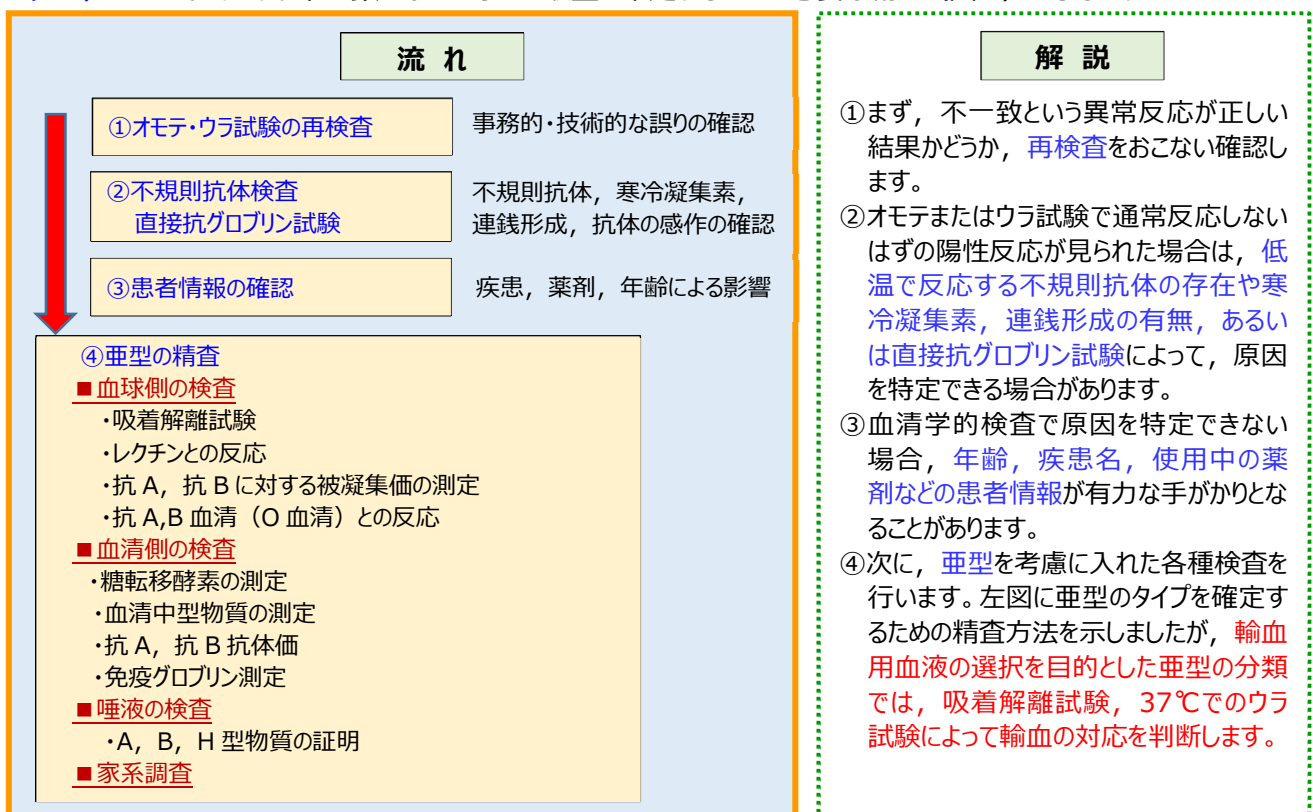 流 れ
①オモテ・ウラ試験の再検査
事務的・技術的な誤りの確認
②不規則抗体検査
直接抗グロブリン試験
不規則抗体，寒冷凝集素，
連銭形成，抗体の感作の確認
③患者情報の確認
疾患，薬剤，年齢による影響
④亜型の精査
■血球側の検査
・吸着解離試験
・レクチンとの反応
・抗 A，抗 B に対する被凝集価の測定
・抗 A,B 血清（O 血清）との反応
■血清側の検査
・糖転移酵素の測定
・血清中型物質の測定
・抗 A，抗 B 抗体価
・免疫グロブリン測定
■唾液の検査
・A，B，H 型物質の証明
■家系調査
解 説
①まず，不一致という異常反応が正しい
結果かどうか，再検査をおこない確認し
ます。
②オモテまたはウラ試験で通常反応しない
はずの陽性反応が見られた場合は，低
温で反応する不規則抗体の存在や寒
冷凝集素，連銭形成の有無，あるい
は直接抗グロブリン試験によって，原因
を特定できる場合があります。
③血清学的検査で原因を特定できない
場合，年齢，疾患名，使用中の薬
剤などの患者情報が有力な手がかりとな
ることがあります。
④次に，亜型を考慮に入れた各種検査を
行います。左図に亜型のタイプを確定す
るための精査方法を示しましたが，輸血
用血液の選択を目的とした亜型の分類
では，吸着解離試験，37℃でのウラ
試験によって輸血の対応を判断します。